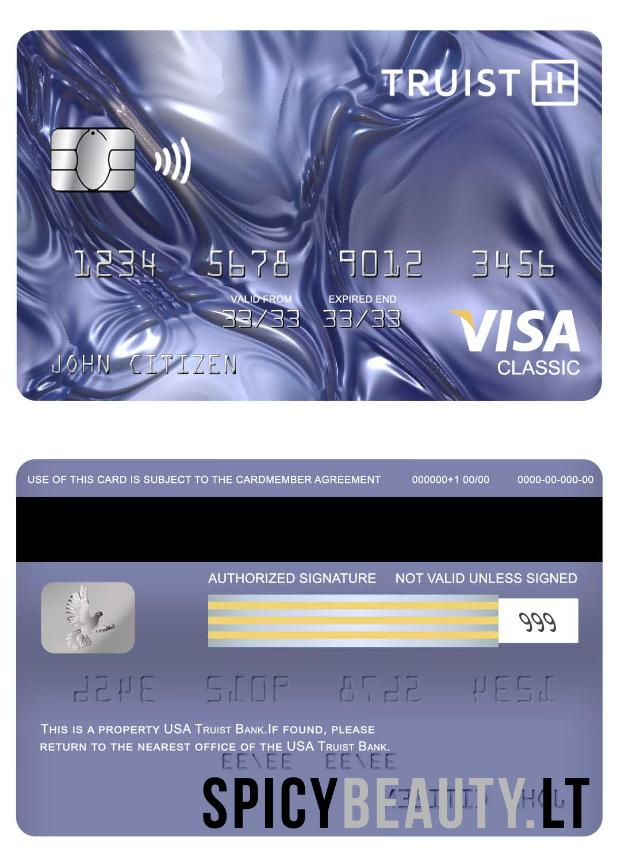 TRUIST
1234 5678 9012 3456
VALID FROM EXPIRED END
33/33 33/33
VISA
JOHN CITIZEN
CLASSIC
USE OF THIS CARD IS SUBJECT TO THE CARDMEMBER AGREEMENT 000000+1 00/00 0000-00-000-00
AUTHORIZED SIGNATURE NOT VALID UNLESS SIGNED
999
THIS IS A PROPERTY USA TRUIST BANK.IF FOUND, PLEASE
RETURN TO THE NEAREST OFFICE OF THE USA TRUIST BANK.
SPICYBEAUTY.LT